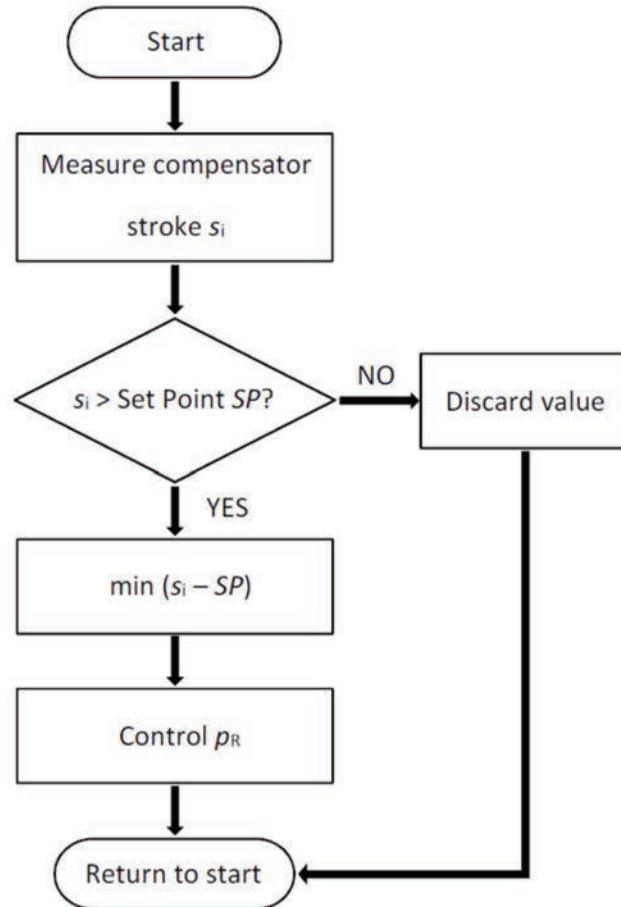 Start
Measure compensator
stroke sᵢ
sᵢ > Set Point SP?
NO
Discard value
YES
min (sᵢ – SP)
Control pR
Return to start